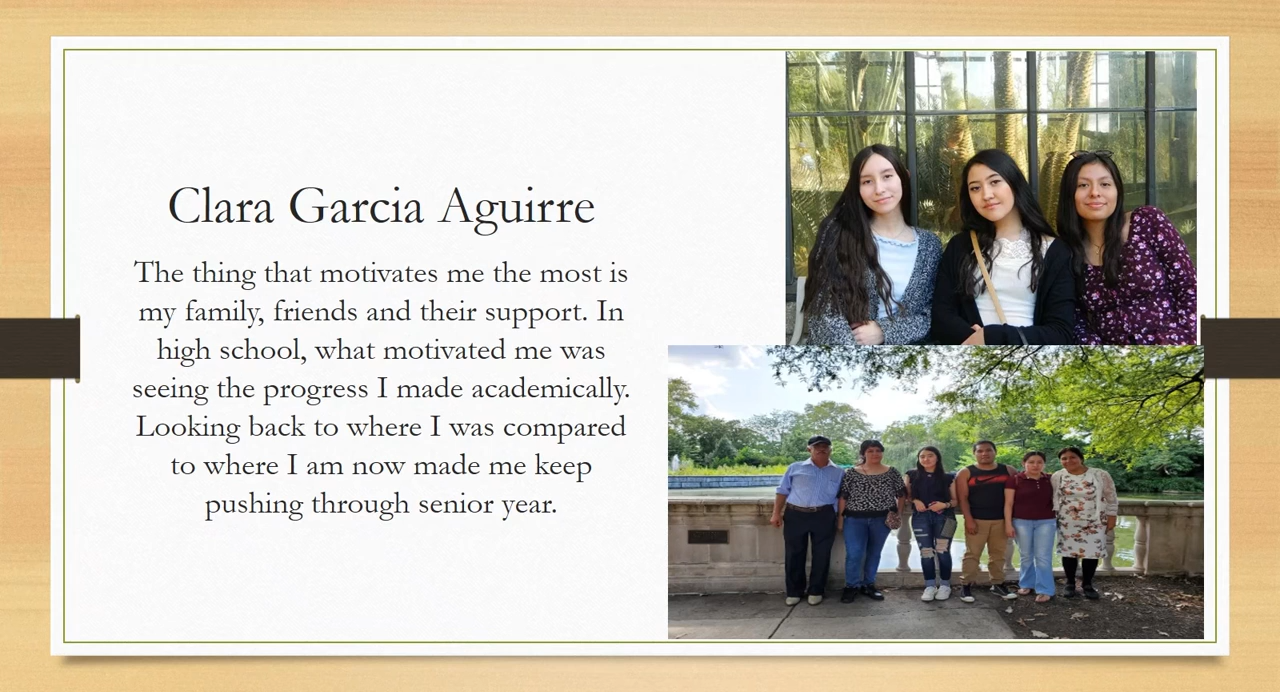 Clara Garcia Aguirre
The thing that motivates me the most is
my family, friends and their support. In
high school, what motivated me was
seeing the progress I made academically.
Looking back to where I was compared
to where I am now made me keep
pushing through senior year.